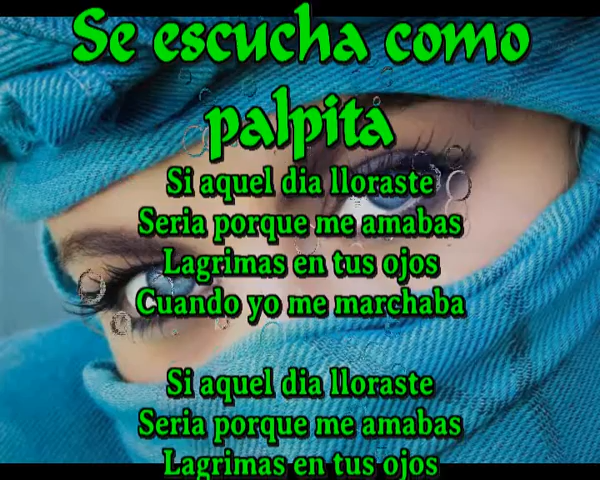 Se escucha como
palpita
Si aquel dia lloraste
Seria porque me amabas
Lagrimas en tus ojos
Cuando yo me marchaba
Si aquel dia lloraste
Seria porque me amabas
Lagrimas en tus ojos